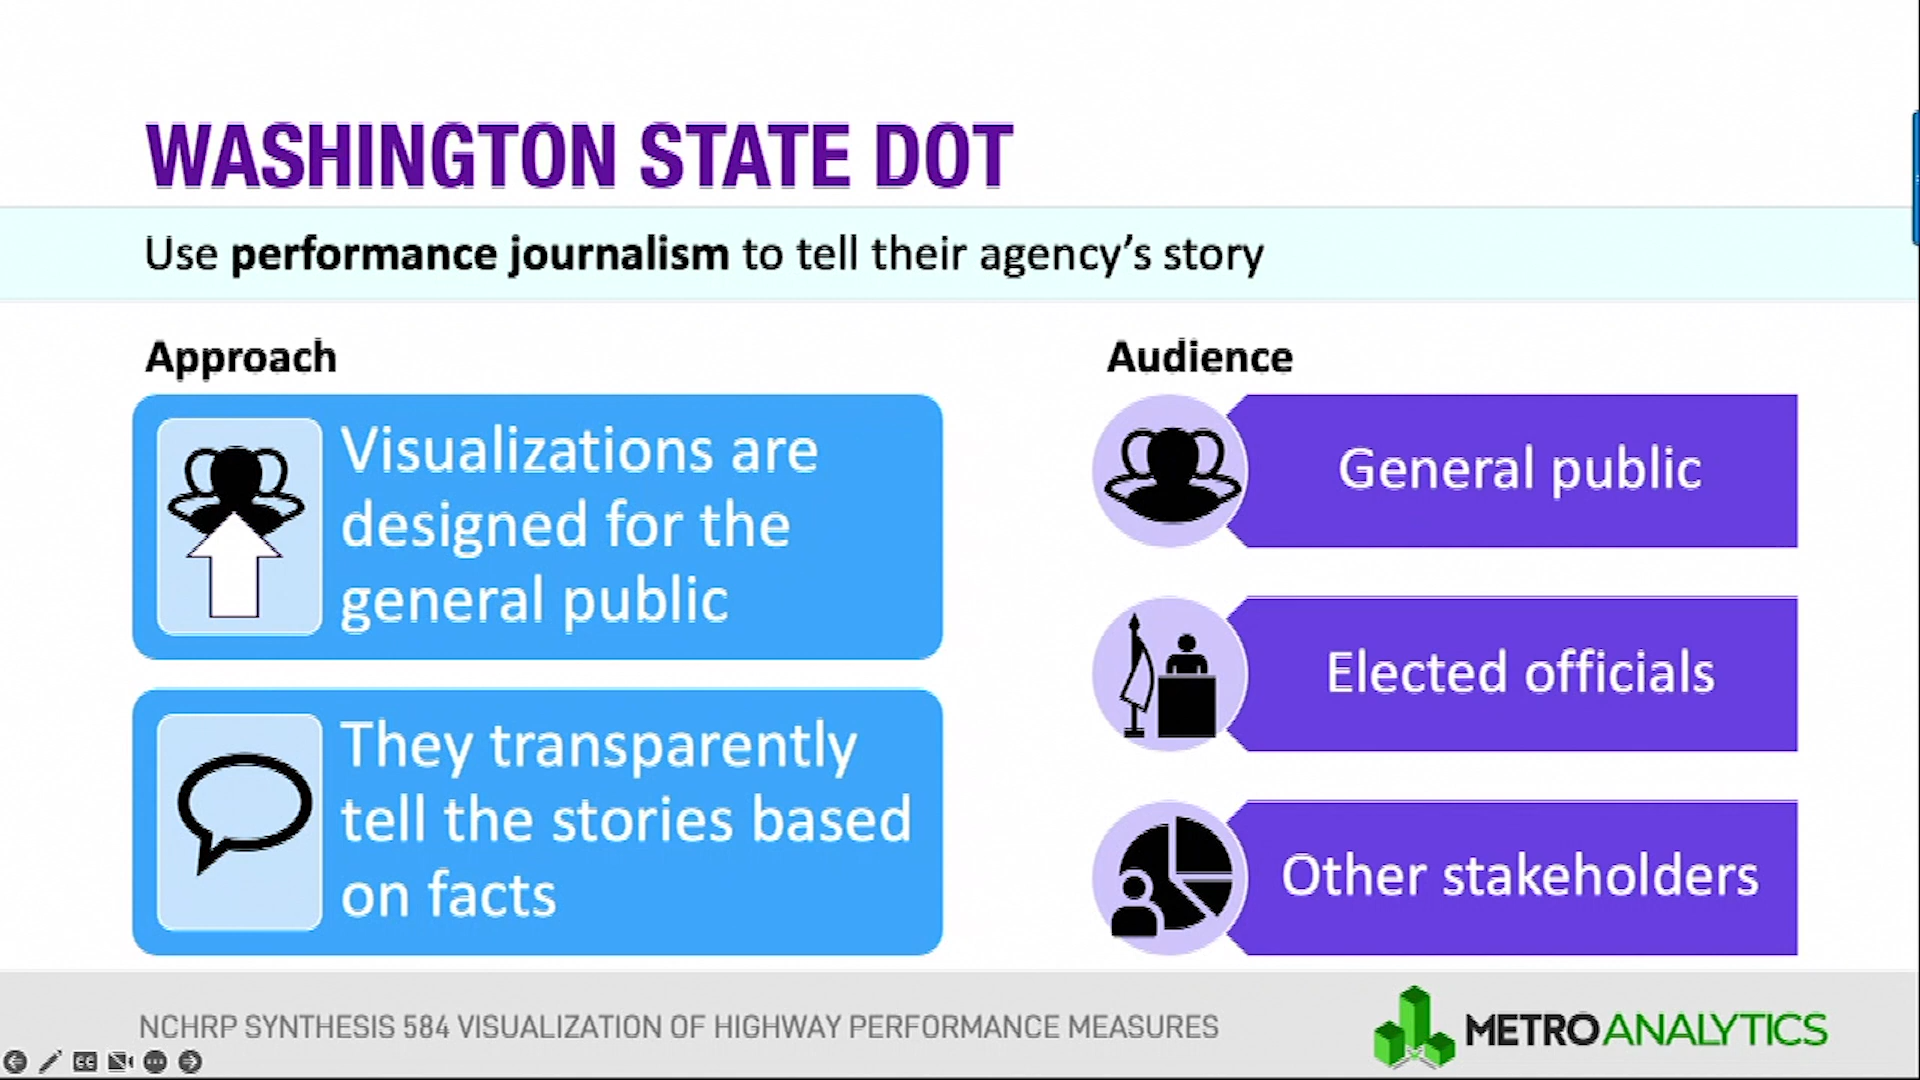 WASHINGTON STATE DOT
Use performance journalism to tell their agency's story
Approach
Visualizations are
designed for the
general public
They transparently
tell the stories based
on facts
Audience
General public
Elected officials
Other stakeholders
NCHRP SYNTHESIS 584 VISUALIZATION OF HIGHWAY PERFORMANCE MEASURES
METROANALYTICS
CC